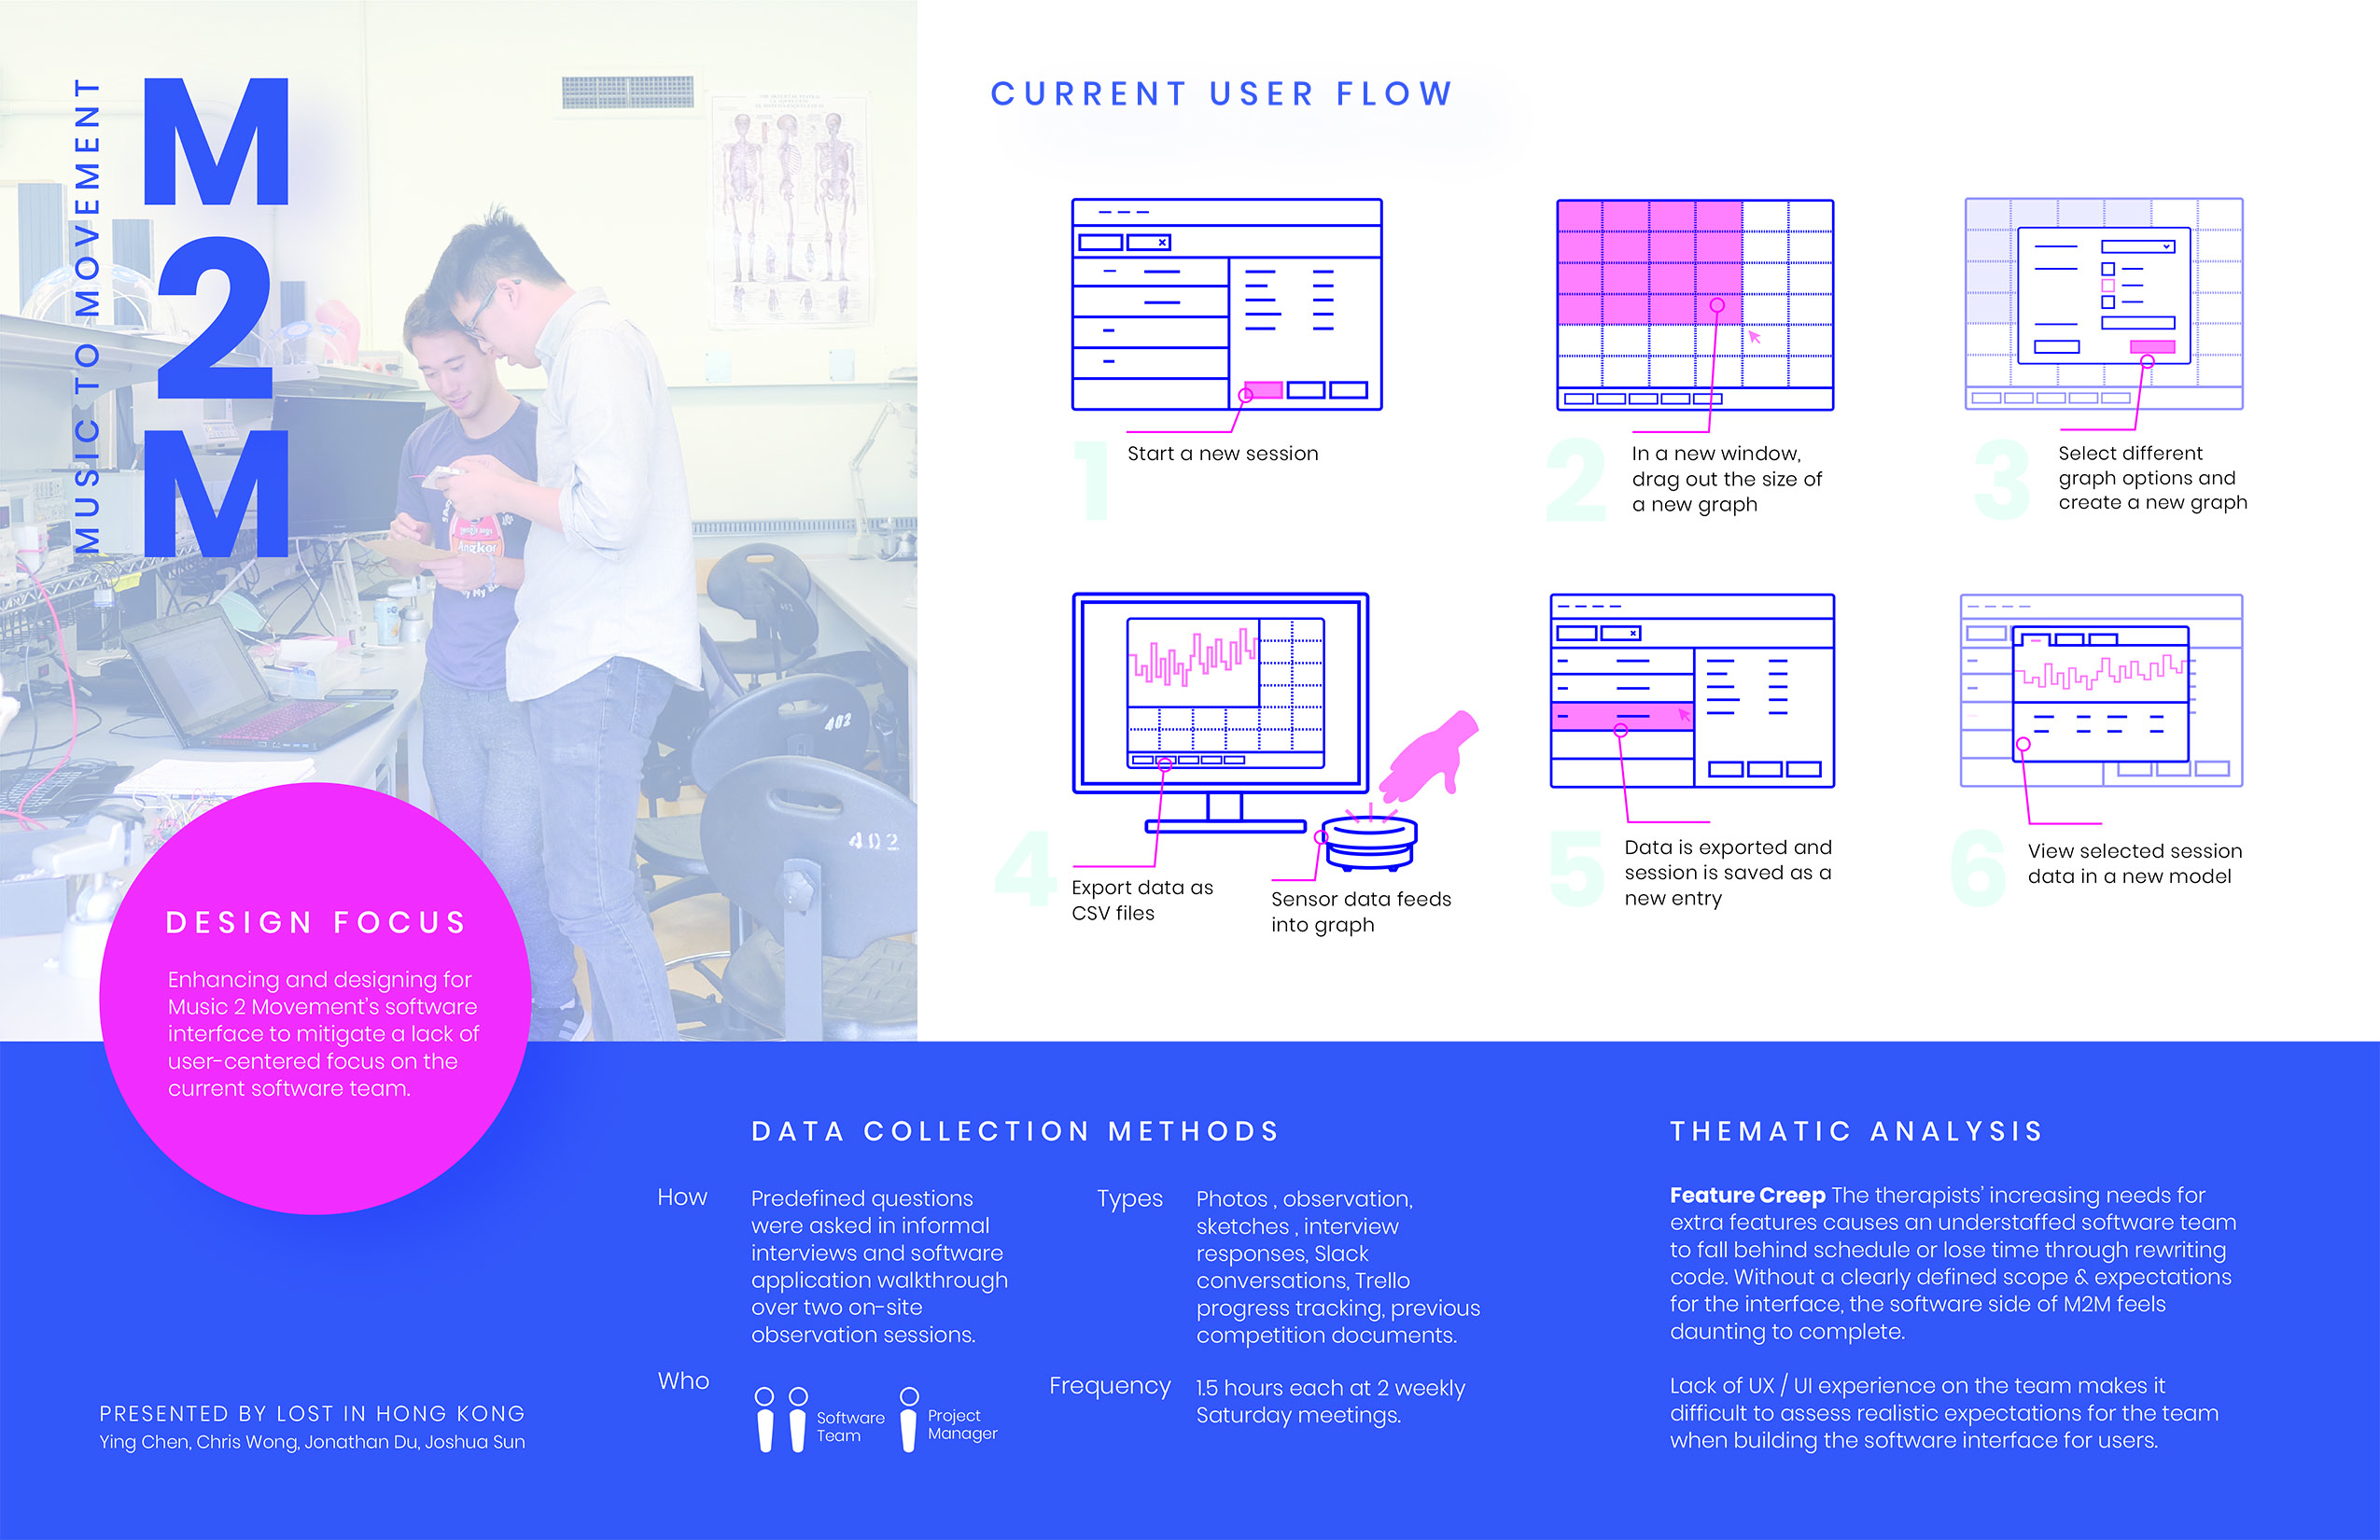 MUSIC TO MOVEMENT
M
2
M
CURRENT USER FLOW
1
Start a new session
2
In a new window,
drag out the size of
a new graph
3
Select different
graph options and
create a new graph
4
Export data as
CSV files
Sensor data feeds
into graph
5
Data is exported and
session is saved as a
new entry
6
View selected session
data in a new model
Angkor
402
402
402
DESIGN FOCUS
Enhancing and designing for
Music 2 Movement's software
interface to mitigate a lack of
user-centered focus on the
current software team.
PRESENTED BY LOST IN HONG KONG
Ying Chen, Chris Wong, Jonathan Du, Joshua Sun
DATA COLLECTION METHODS
How
Predefined questions
were asked in informal
interviews and software
application walkthrough
over two on-site
observation sessions.
Who
Software
Team
Project
Manager
Types
Photos , observation,
sketches , interview
responses, Slack
conversations, Trello
progress tracking, previous
competition documents.
Frequency
1.5 hours each at 2 weekly
Saturday meetings.
THEMATIC ANALYSIS
Feature Creep The therapists' increasing needs for
extra features causes an understaffed software team
to fall behind schedule or lose time through rewriting
code. Without a clearly defined scope & expectations
for the interface, the software side of M2M feels
daunting to complete.
Lack of UX / UI experience on the team makes it
difficult to assess realistic expectations for the team
when building the software interface for users.